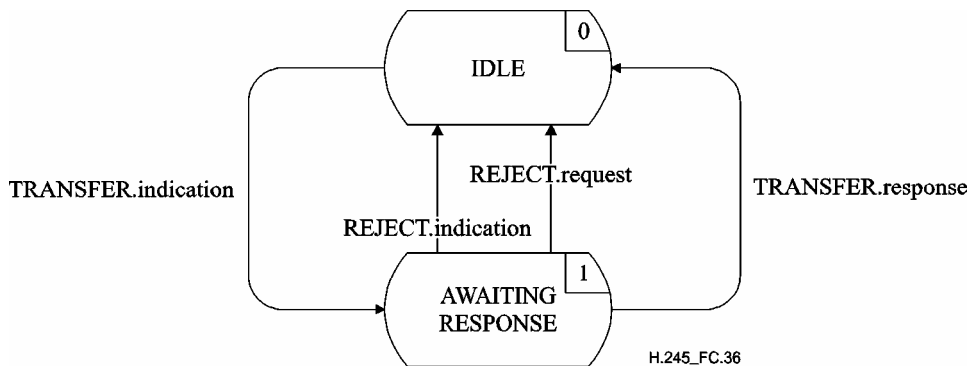 0
IDLE
TRANSFER.indication
REJECT.request
TRANSFER.response
REJECT.indication
1
AWAITING
RESPONSE
H.245_FC.36